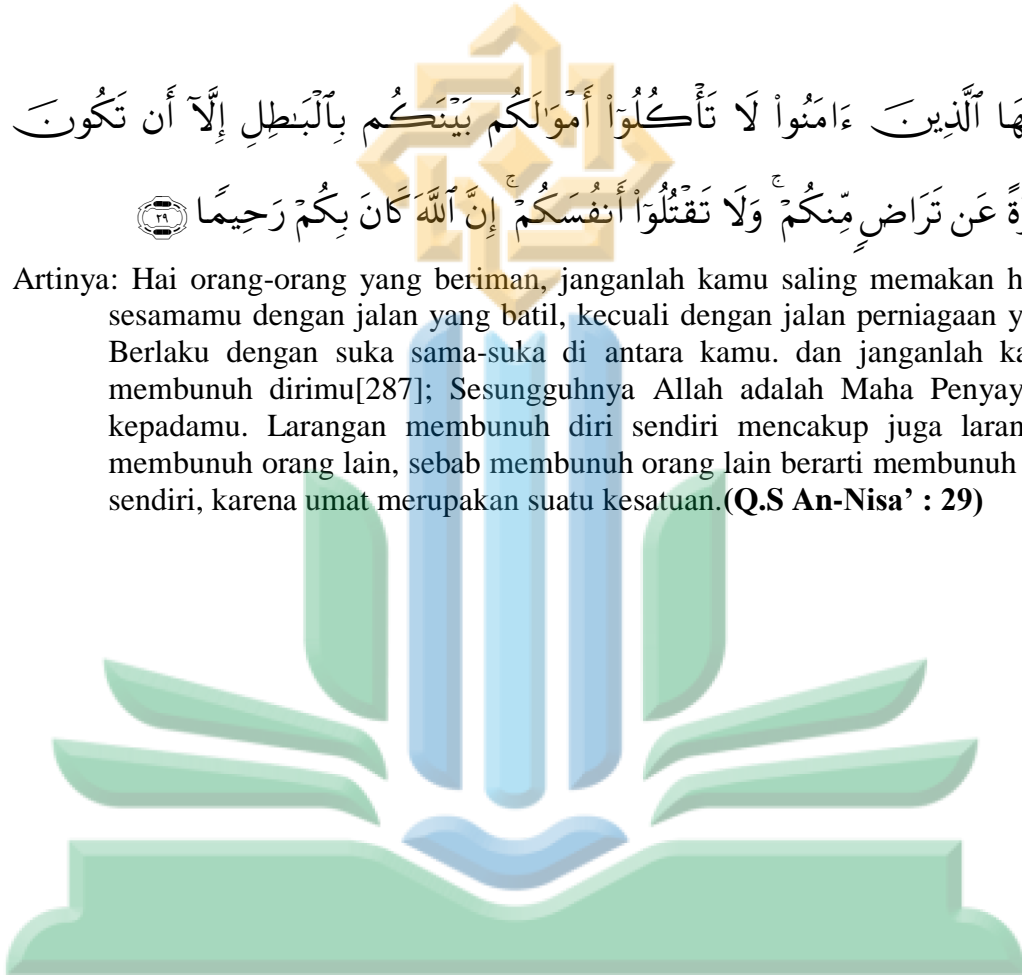 ٱلَّذِينَ ءَامَنُوا۟ لَا تَأْكُلُوٓا۟ أَمْوَٰلَكُم بَيْنَكُم بِٱلْبَـٰطِلِ إِلَّآ أَن تَكُونَ
عَن تَرَاضٍ مِّنكُمْ ۚ وَلَا تَقْتُلُوٓا۟ أَنفُسَكُمْ ۚ إِنَّ ٱللَّهَ كَانَ بِكُمْ رَحِيمًا ٢٩
Artinya: Hai orang-orang yang beriman, janganlah kamu saling memakan
sesamamu dengan jalan yang batil, kecuali dengan jalan perniagaan
Berlaku dengan suka sama-suka di antara kamu. dan janganlah
membunuh dirimu[287]; Sesungguhnya Allah adalah Maha
kepadamu. Larangan membunuh diri sendiri mencakup juga
membunuh orang lain, sebab membunuh orang lain berarti membunuh
sendiri, karena umat merupakan suatu kesatuan.(Q.S An-Nisa’ : 29)